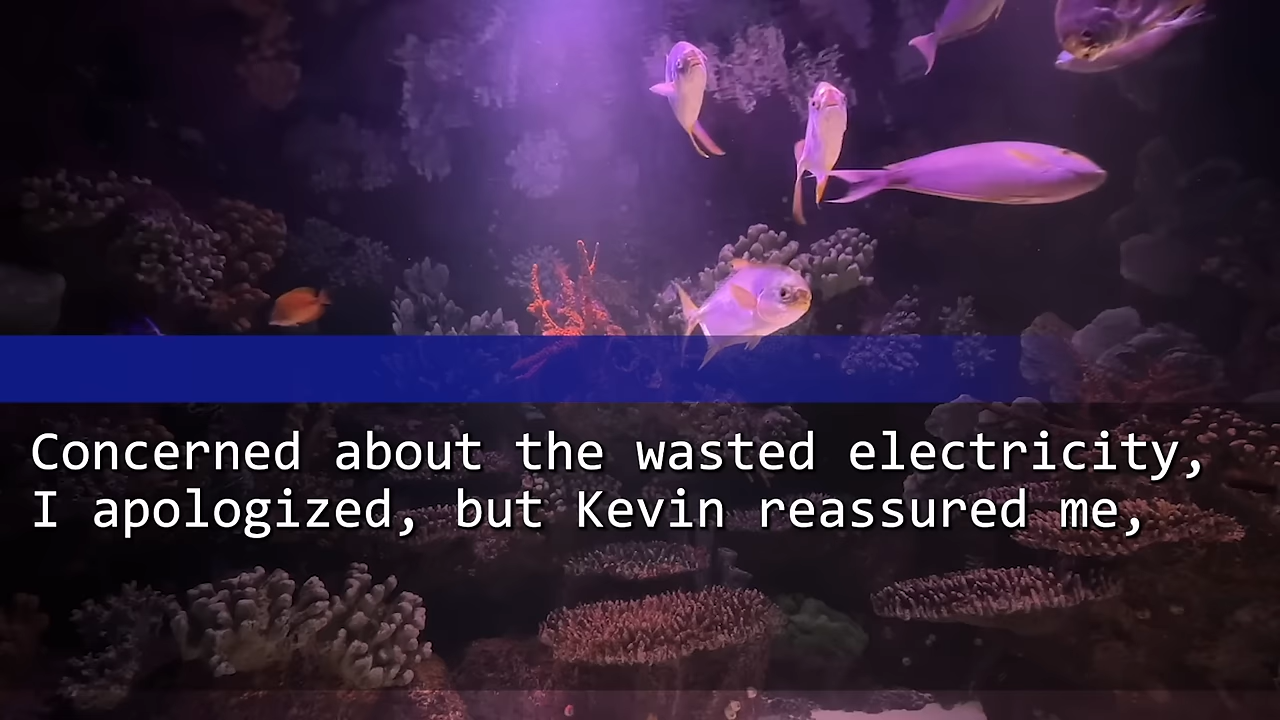 Concerned about the wasted electricity,
I apologized, but Kevin reassured me,